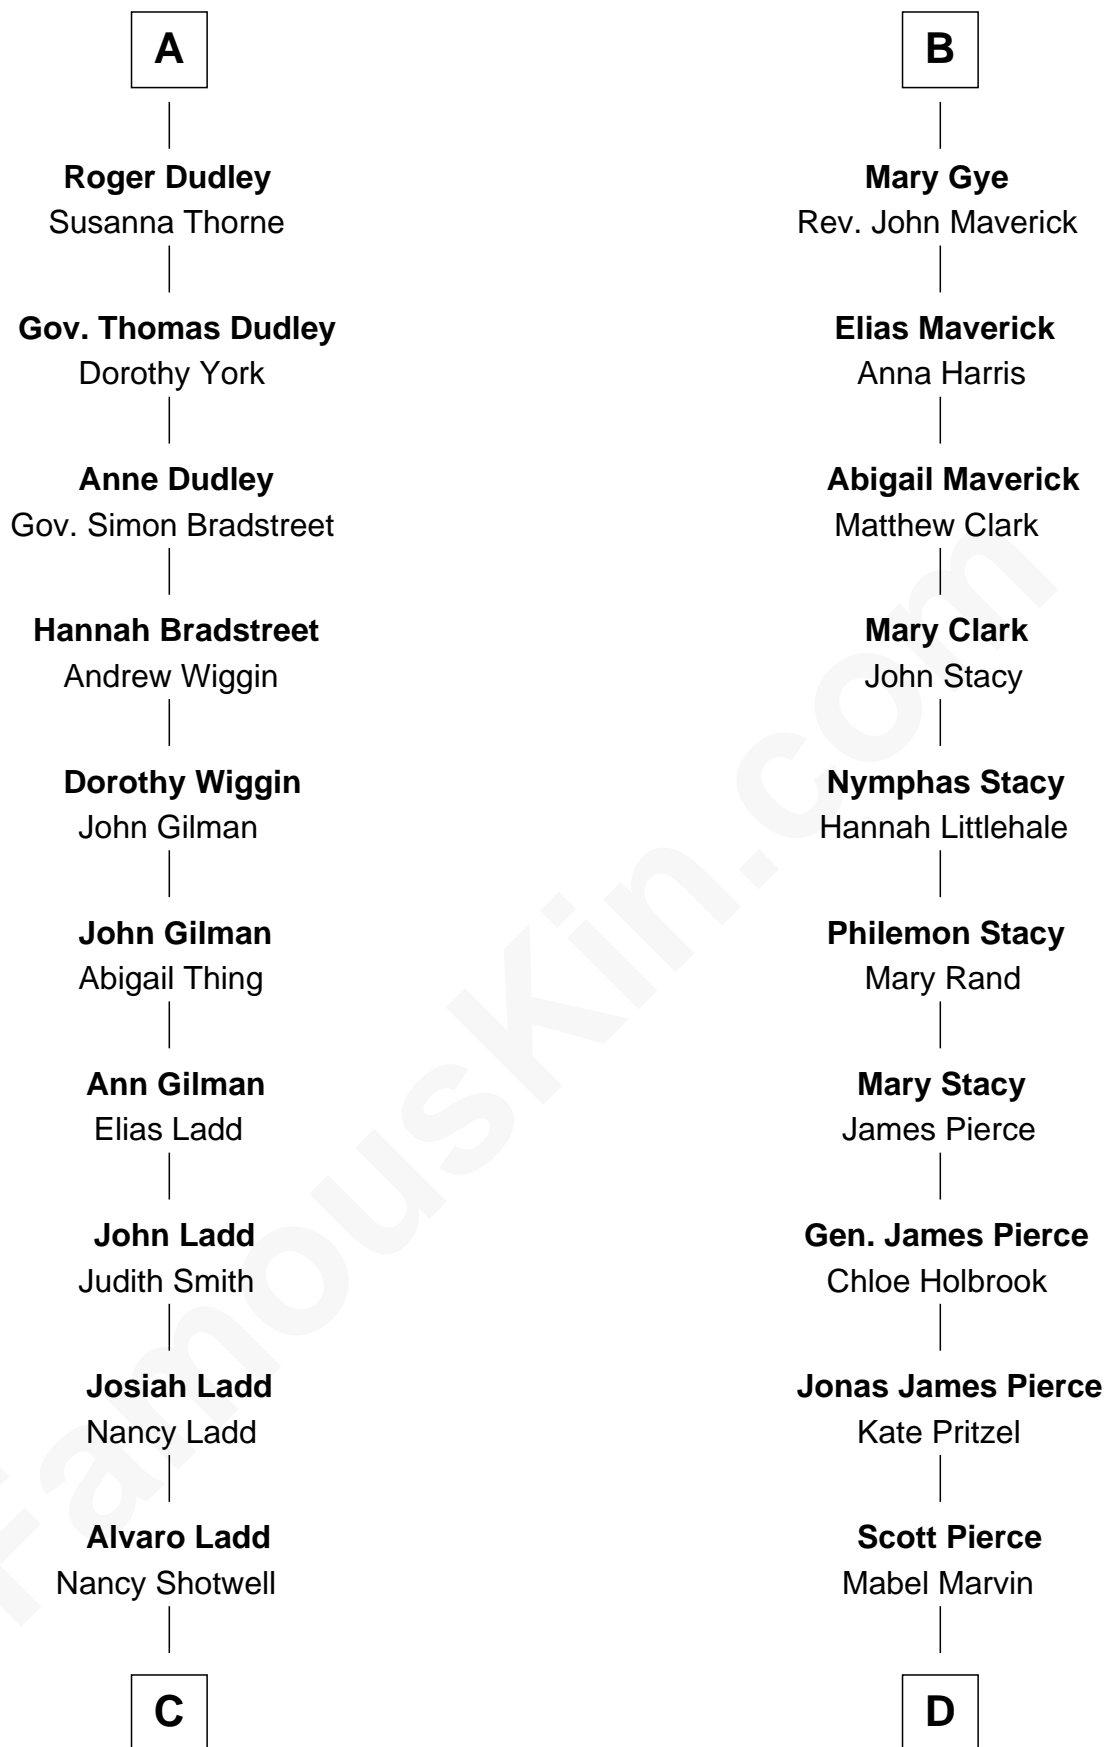 A
Roger Dudley
Susanna Thorne
Gov. Thomas Dudley
Dorothy York
Anne Dudley
Gov. Simon Bradstreet
Hannah Bradstreet
Andrew Wiggin
Dorothy Wiggin
John Gilman
John Gilman
Abigail Thing
Ann Gilman
Elias Ladd
John Ladd
Judith Smith
Josiah Ladd
Nancy Ladd
Alvaro Ladd
Nancy Shotwell
C
B
Mary Gye
Rev. John Maverick
Elias Maverick
Anna Harris
Abigail Maverick
Matthew Clark
Mary Clark
John Stacy
Nymphas Stacy
Hannah Littlehale
Philemon Stacy
Mary Rand
Mary Stacy
James Pierce
Gen. James Pierce
Chloe Holbrook
Jonas James Pierce
Kate Pritzel
Scott Pierce
Mabel Marvin
D
FamousKin.com